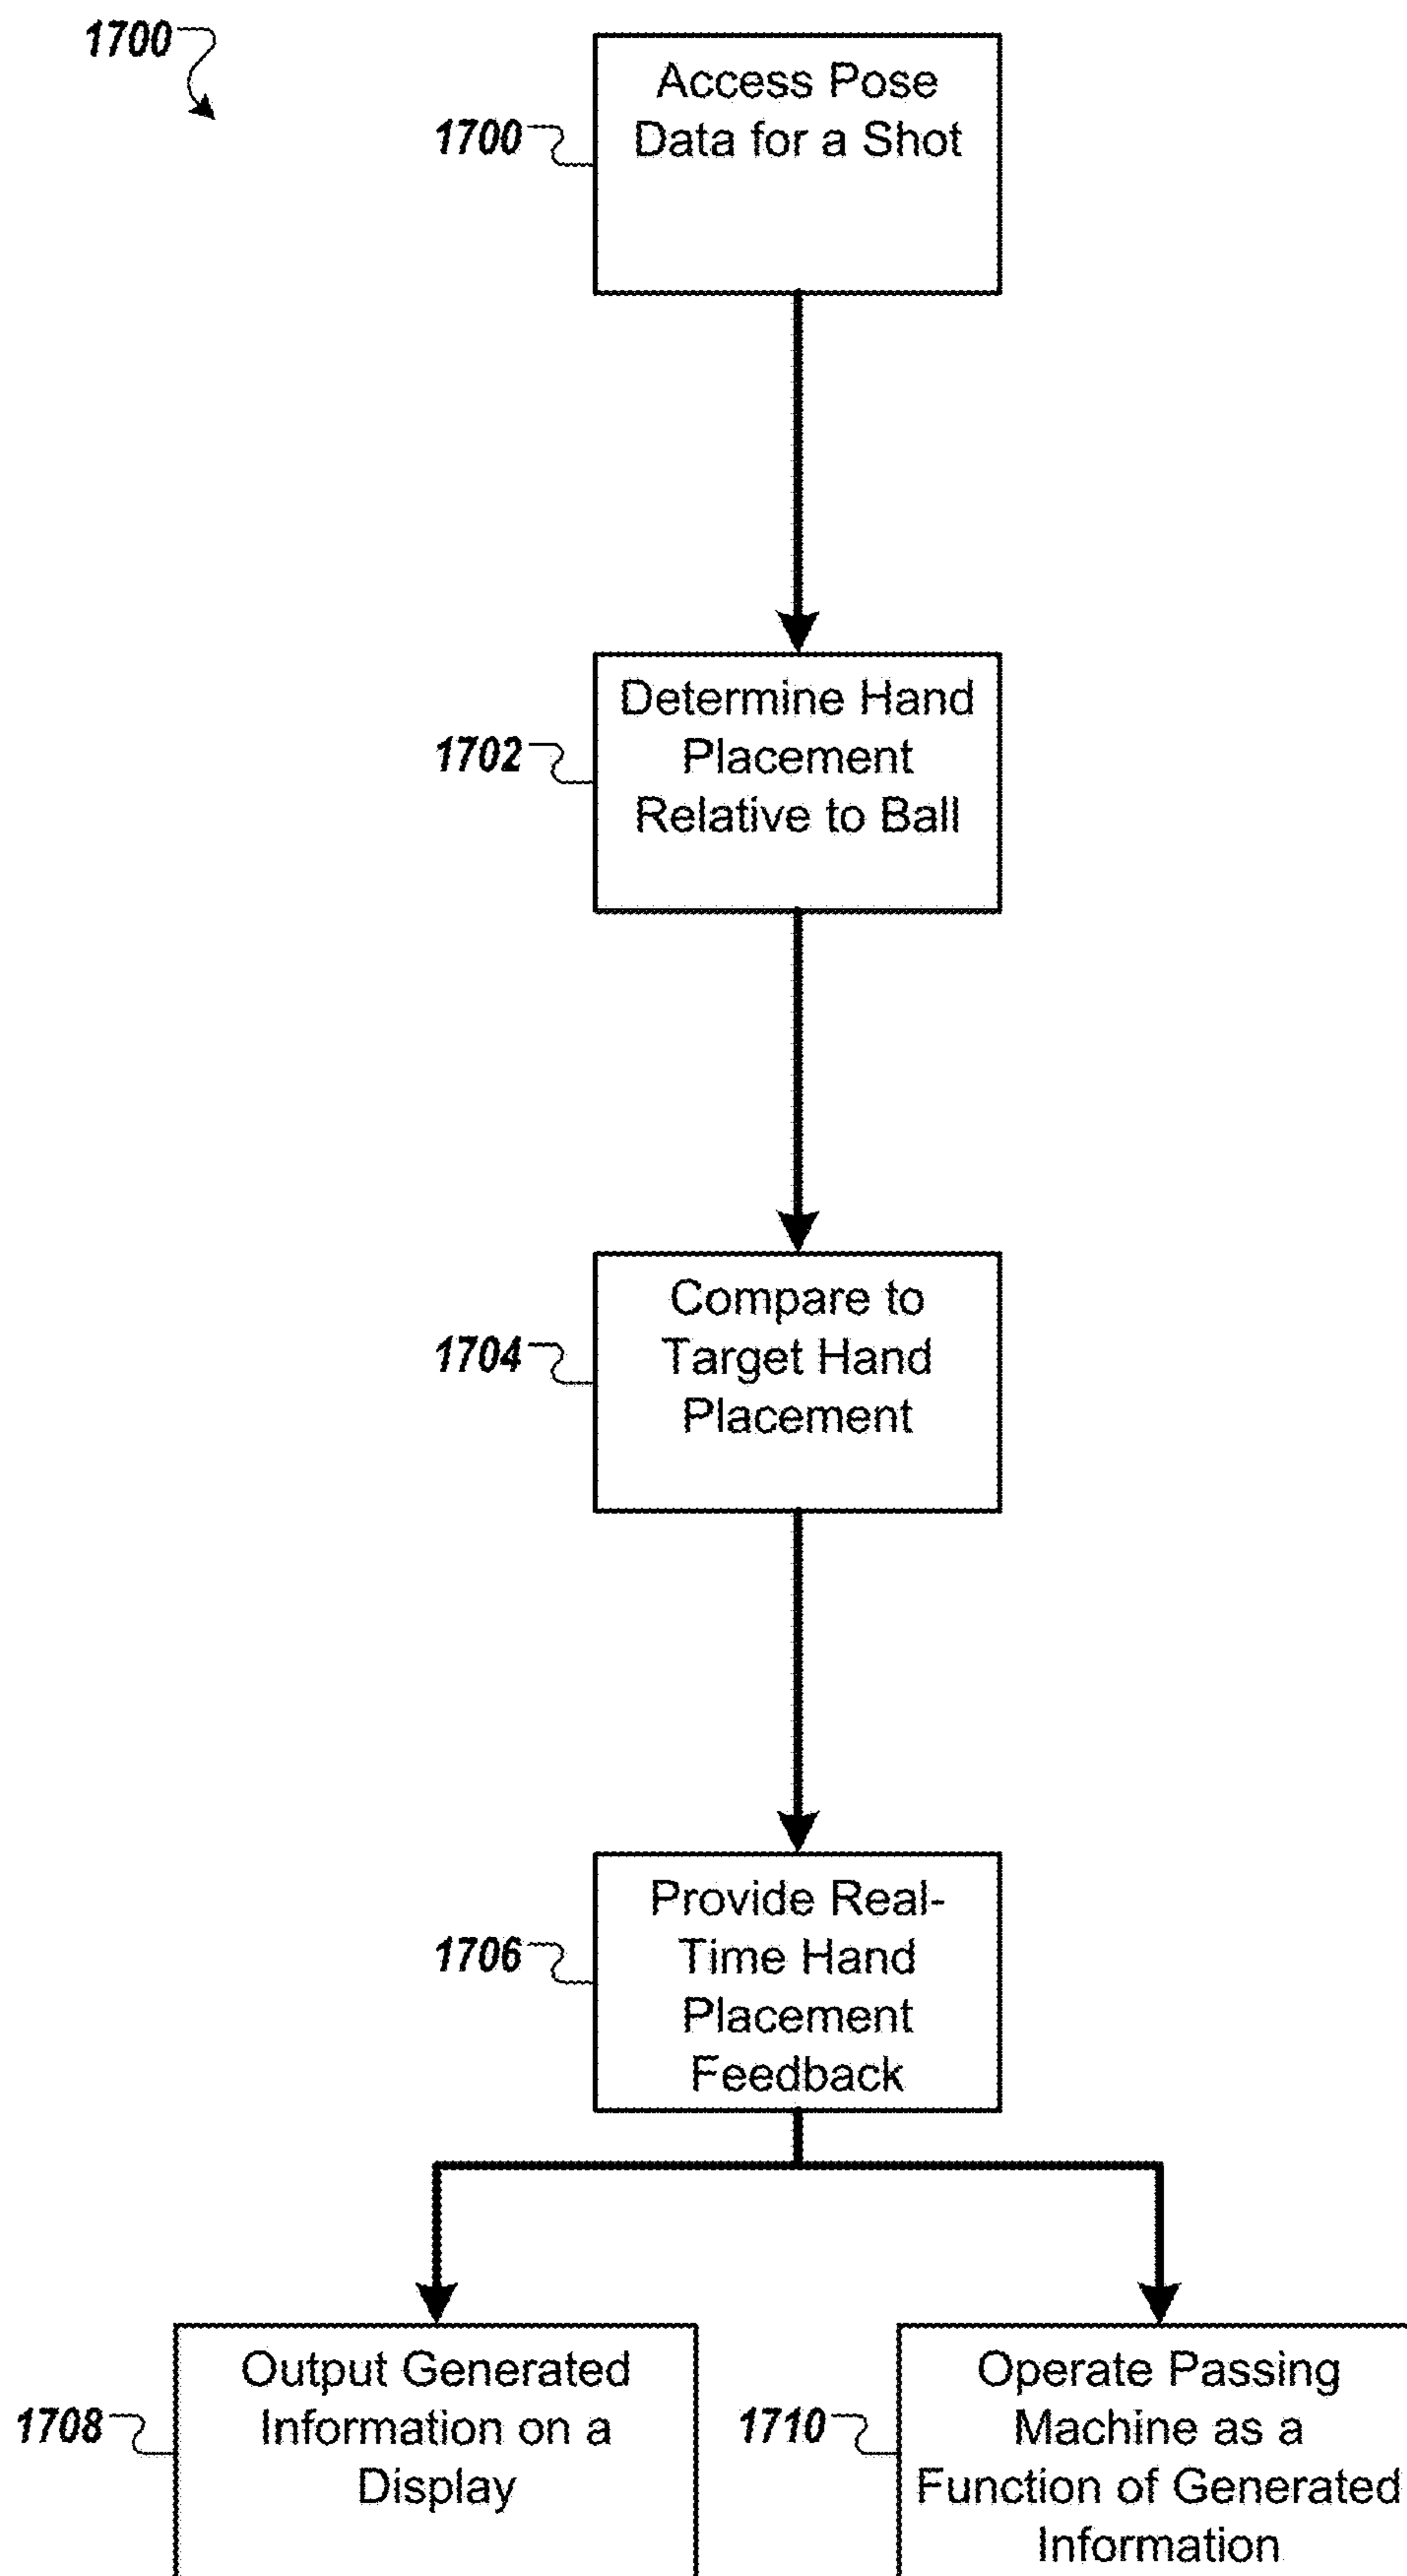 1700
1700
Access Pose
Data for a Shot
1702
Determine Hand
Placement
Relative to Ball
1704
Compare to
Target Hand
Placement
1706
Provide Real-
Time Hand
Placement
Feedback
1708
Output Generated
Information on a
Display
1710
Operate Passing
Machine as a
Function of Generated
Information